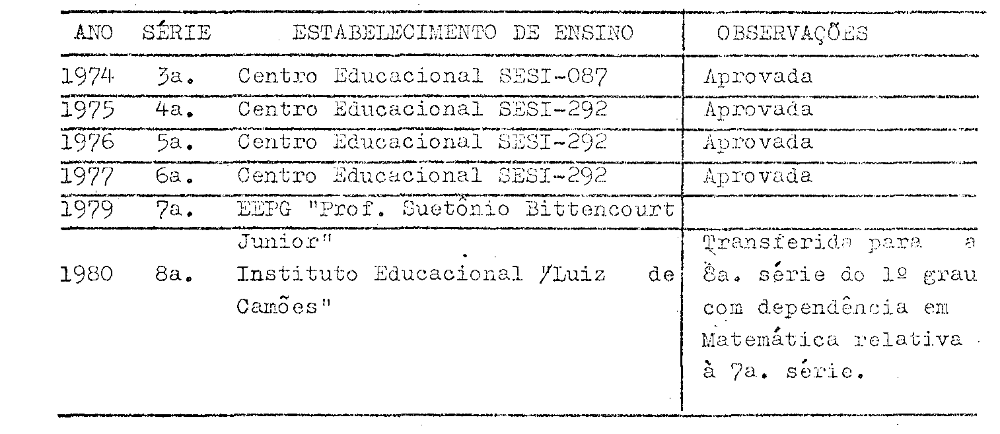 ANO SÉRIE ESTABELECIMENTO DE ENSINO OBSERVAÇÕES
1974 3a. Centro Educacional SESI-087 Aprovada
1975 4a. Centro Educacional SESI-292 Aprovada
1976 5a. Centro Educacional SESI-292 Aprovada
1977 6a. Centro Educacional SESI-292 Aprovada
1979 7a. EEPG "Prof. Suetônio Bittencourt
Junior" Transferida para a
1980 8a. Instituto Educacional "Luiz de 8a. série do 1º grau
Camões" com dependência em
Matemática relativa
à 7a. série.